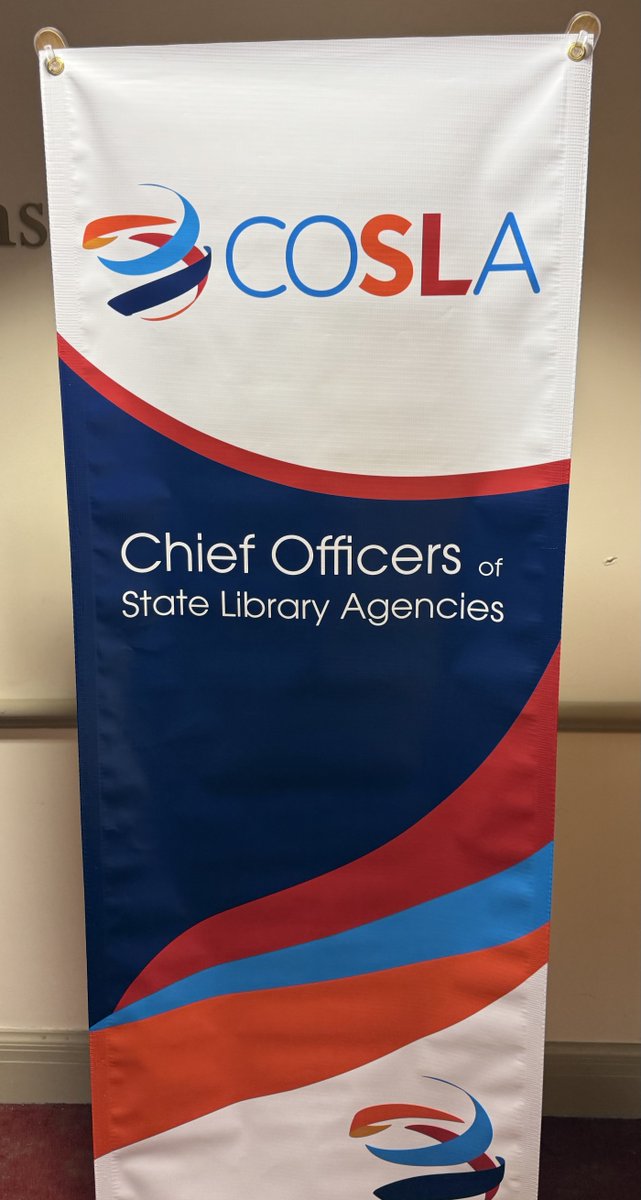 COSLA
Chief Officers of
State Library Agencies